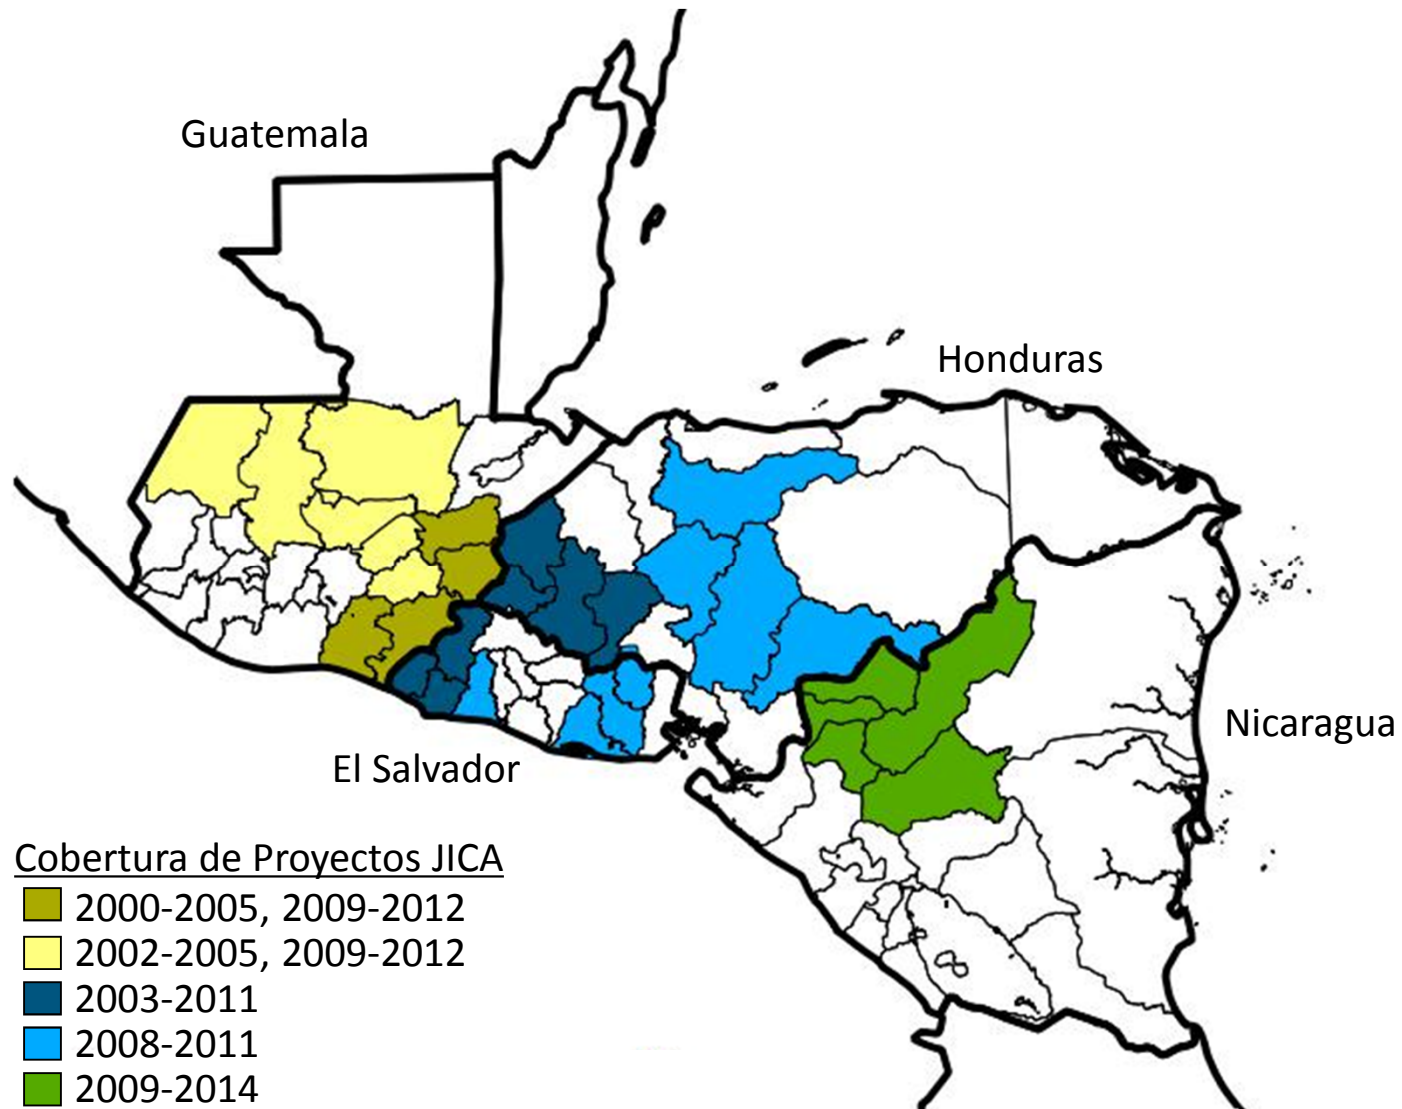 Guatemala
Honduras
Nicaragua
El Salvador
Cobertura de Proyectos JICA
2000-2005, 2009-2012
2002-2005, 2009-2012
2003-2011
2008-2011
2009-2014